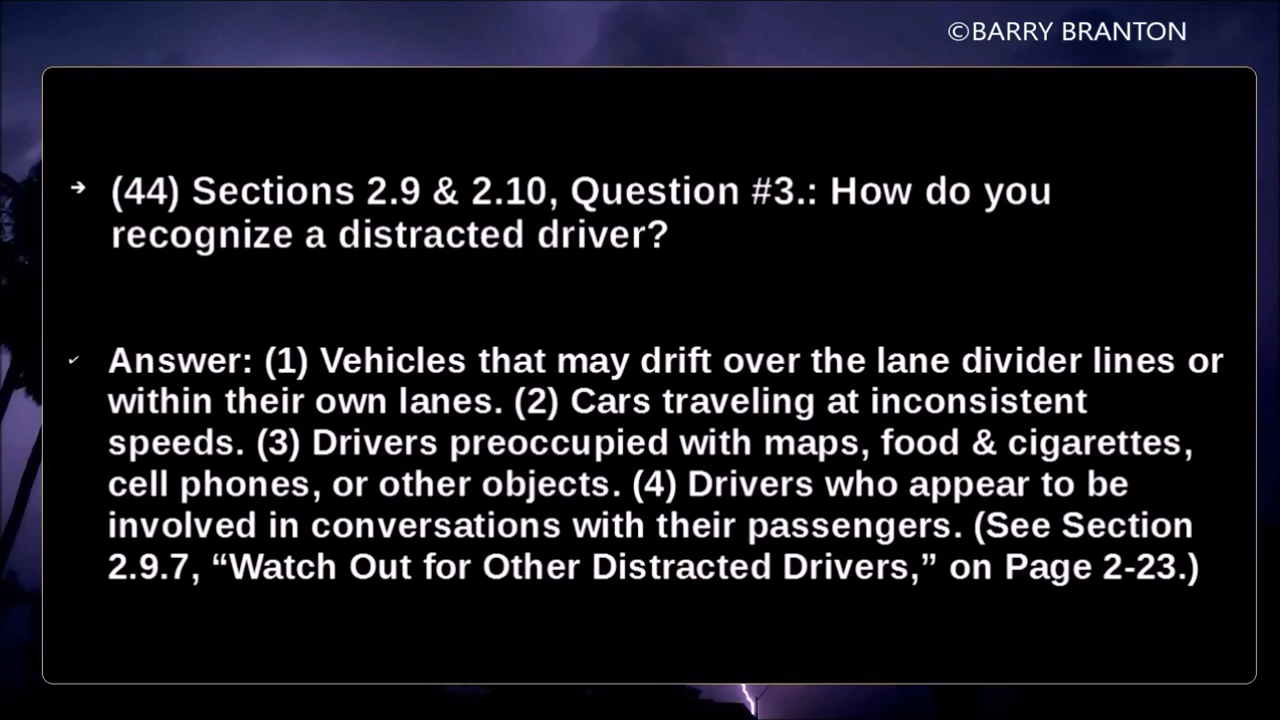 ©BARRY BRANTON
(44) Sections 2.9 & 2.10, Question #3.: How do you
recognize a distracted driver?
Answer: (1) Vehicles that may drift over the lane divider lines or
within their own lanes. (2) Cars traveling at inconsistent
speeds. (3) Drivers preoccupied with maps, food & cigarettes,
cell phones, or other objects. (4) Drivers who appear to be
involved in conversations with their passengers. (See Section
2.9.7, “Watch Out for Other Distracted Drivers,” on Page 2-23.)